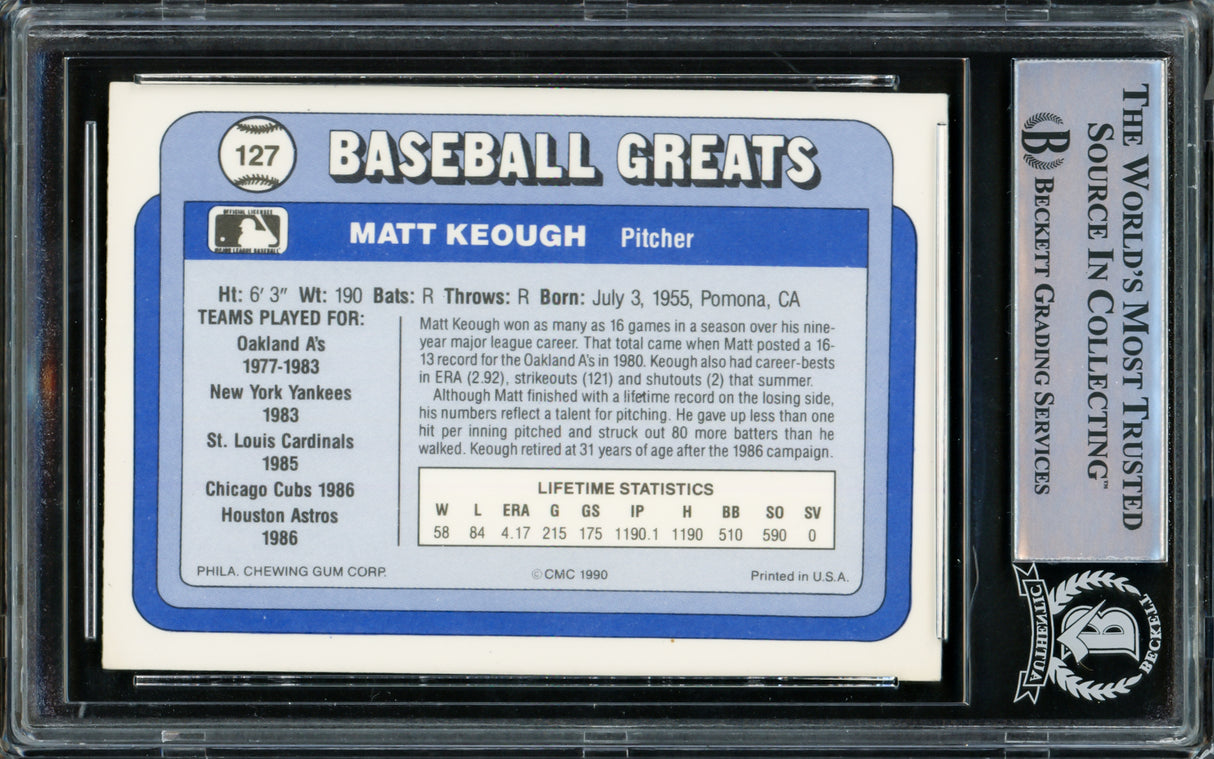 127
BASEBALL GREATS
OFFICIAL LICENSEE
MAJOR LEAGUE BASEBALL
MATT KEOUGH Pitcher
Ht: 6' 3" Wt: 190 Bats: R Throws: R Born: July 3, 1955, Pomona, CA
TEAMS PLAYED FOR:
Oakland A's
1977-1983
New York Yankees
1983
St. Louis Cardinals
1985
Chicago Cubs 1986
Houston Astros
1986
Matt Keough won as many as 16 games in a season over his nine-
year major league career. That total came when Matt posted a 16-
13 record for the Oakland A's in 1980. Keough also had career-bests
in ERA (2.92), strikeouts (121) and shutouts (2) that summer.
Although Matt finished with a lifetime record on the losing side,
his numbers reflect a talent for pitching. He gave up less than one
hit per inning pitched and struck out 80 more batters than he
walked. Keough retired at 31 years of age after the 1986 campaign.
LIFETIME STATISTICS
W L ERA G GS IP H BB SO SV
58 84 4.17 215 175 1190.1 1190 510 590 0
PHILA. CHEWING GUM CORP. © CMC 1990 Printed in U.S.A.
THE WORLD'S MOST TRUSTED
SOURCE IN COLLECTING™
B BECKETT GRADING SERVICES
AUTHENTIC
B
BECKETT